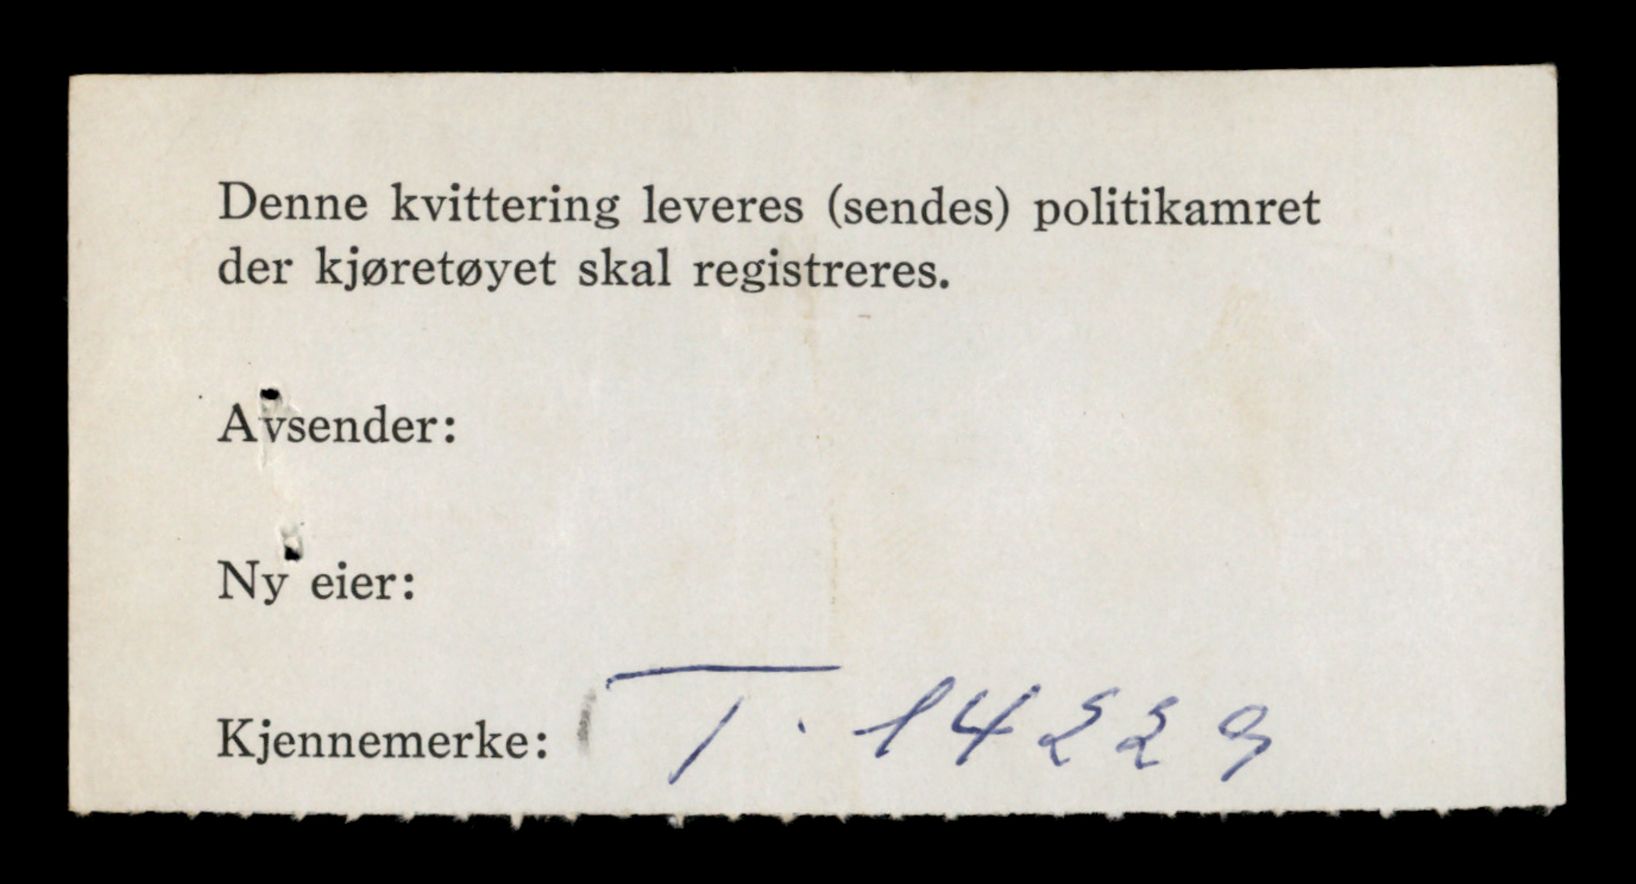 Denne kvittering leveres (sendes) politikamret
der kjøretøyet skal registreres.
Avsender:
Ny eier:
Kjennemerke: T. 14229